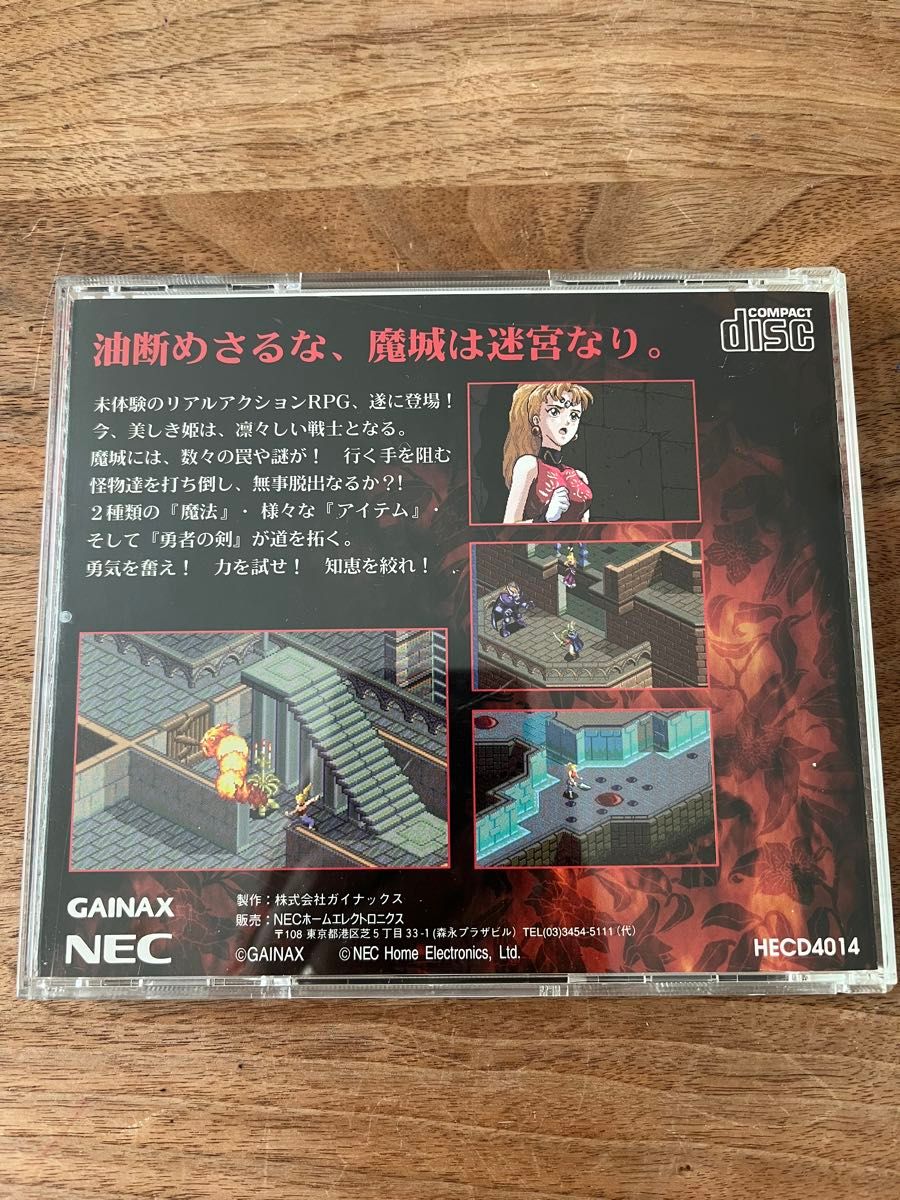 COMPACT
disc
油断めさるな、魔城は迷宮なり。
未体験のリアルアクションRPG、遂に登場！
今、美しき姫は、凛々しい戦士となる。
魔城には、数々の罠や謎が！　行く手を阻む
怪物達を打ち倒し、無事脱出なるか?!
２種類の『魔法』・様々な『アイテム』・
そして『勇者の剣』が道を拓く。
勇気を奮え！　力を試せ！　知恵を絞れ！
GAINAX
NEC
製作：株式会社ガイナックス
販売：NECホームエレクトロニクス
〒108 東京都港区芝５丁目33-1(森永プラザビル) TEL(03)3454-5111（代）
©GAINAX　©NEC Home Electronics, Ltd.
HECD4014